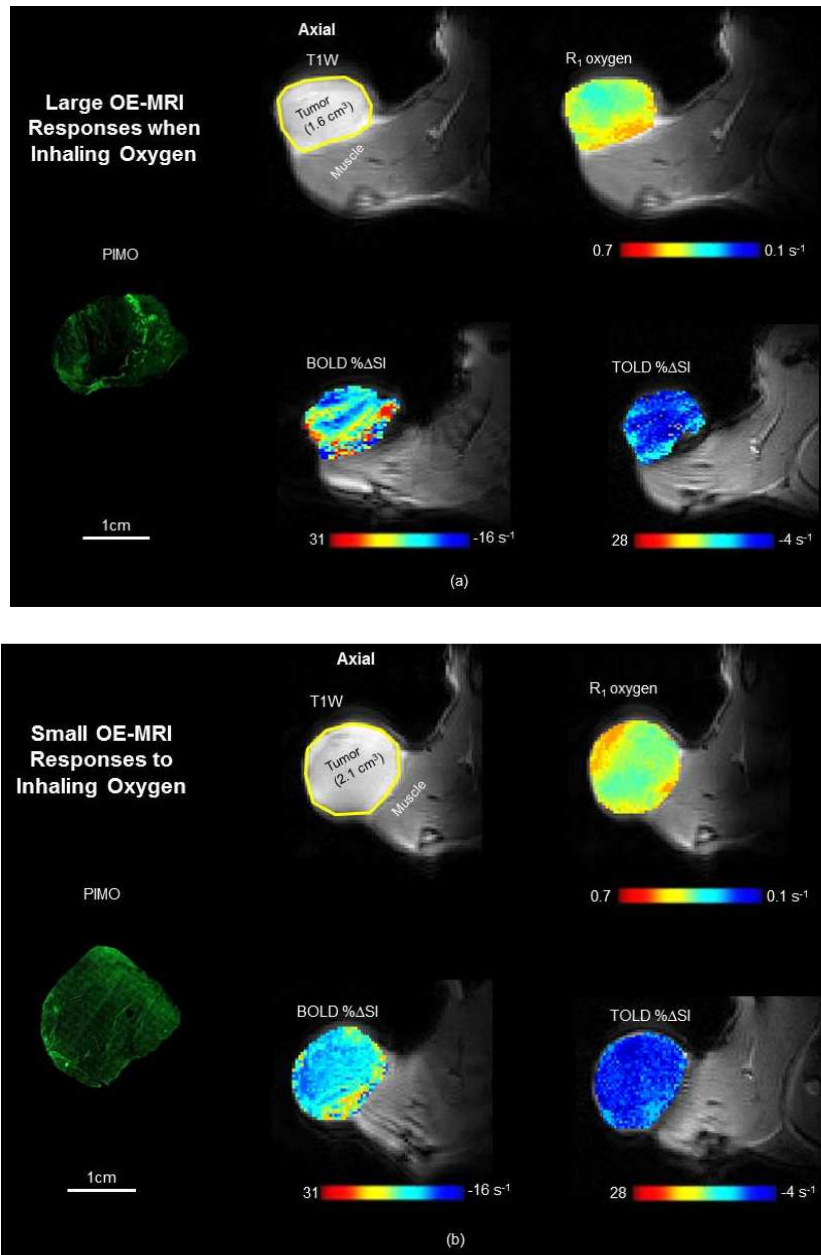 Axial
T1W
R₁ oxygen
Large OE-MRI
Responses when
Inhaling Oxygen
Tumor
(1.6 cm³)
Muscle
0.7 0.1 s⁻¹
PIMO
BOLD %ΔSI
TOLD %ΔSI
1cm
31 -16 s⁻¹
28 -4 s⁻¹
(a)
Axial
T1W
R₁ oxygen
Small OE-MRI
Responses to
Inhaling Oxygen
Tumor
(2.1 cm³)
Muscle
0.7 0.1 s⁻¹
PIMO
BOLD %ΔSI
TOLD %ΔSI
1cm
31 -16 s⁻¹
28 -4 s⁻¹
(b)